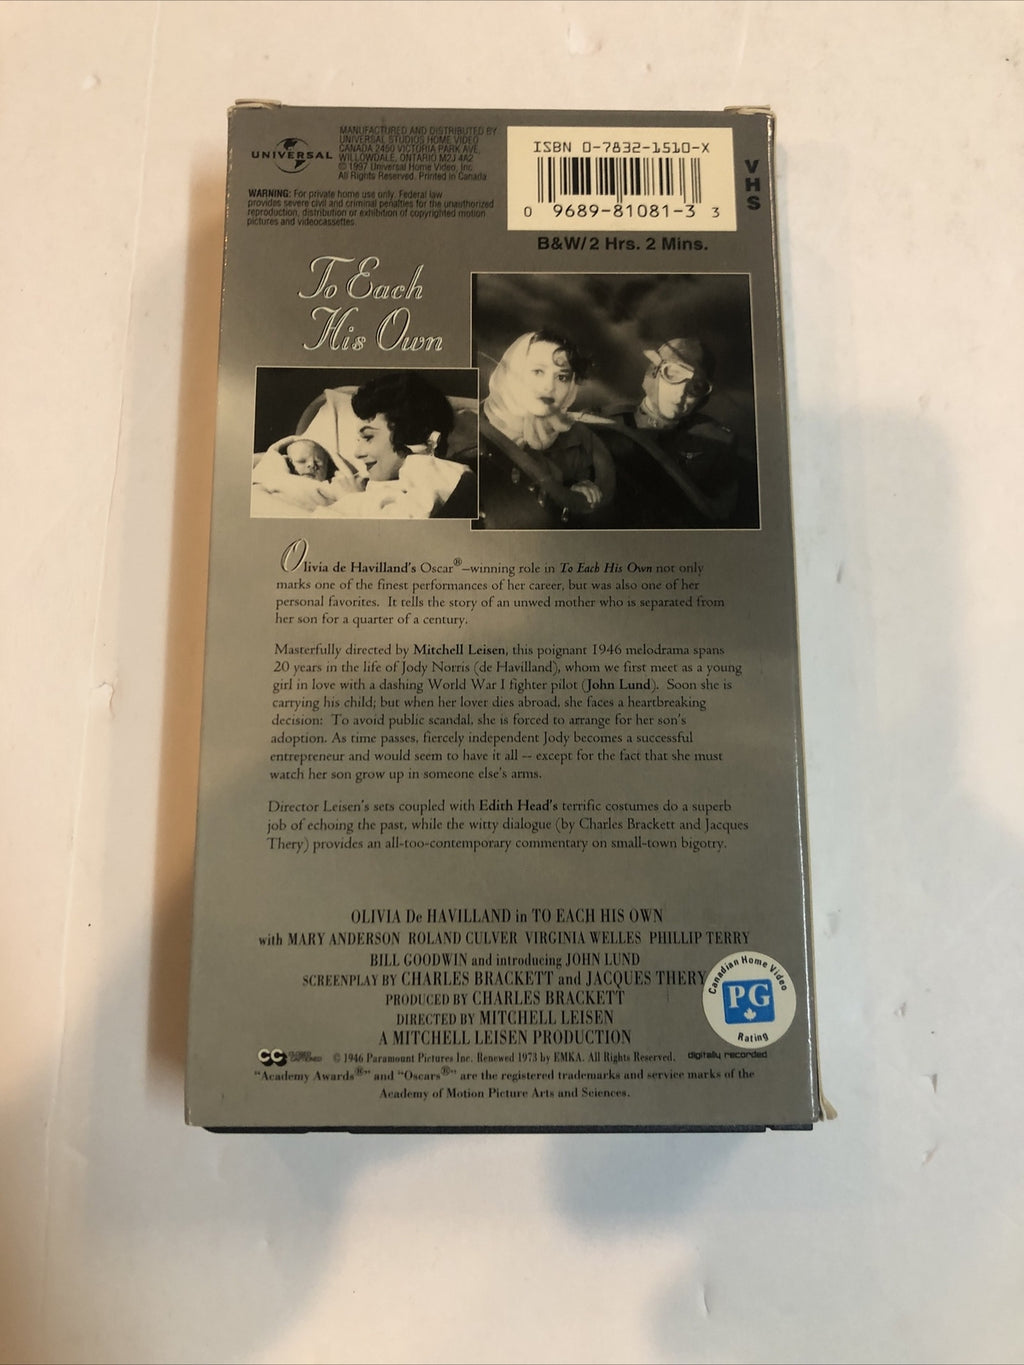 UNIVERSAL
MANUFACTURED AND DISTRIBUTED BY
UNIVERSAL STUDIOS HOME VIDEO
CANADA 2450 VICTORIA PARK AVE,
WILLOWDALE, ONTARIO M2J 4A2
© 1997 Universal Home Video, Inc.
All Rights Reserved. Printed in Canada
WARNING: For private home use only. Federal law
provides severe civil and criminal penalties for the unauthorized
reproduction, distribution or exhibition of copyrighted motion
pictures and videocassettes.
ISBN 0-7832-1510-X
0 9689-81081-3 3
VHS
B&W/2 Hrs. 2 Mins.
To Each
His Own
Olivia de Havilland's Oscar®–winning role in To Each His Own not only
marks one of the finest performances of her career, but was also one of her
personal favorites. It tells the story of an unwed mother who is separated from
her son for a quarter of a century.
Masterfully directed by Mitchell Leisen, this poignant 1946 melodrama spans
20 years in the life of Jody Norris (de Havilland), whom we first meet as a young
girl in love with a dashing World War I fighter pilot (John Lund). Soon she is
carrying his child; but when her lover dies abroad, she faces a heartbreaking
decision: To avoid public scandal, she is forced to arrange for her son's
adoption. As time passes, fiercely independent Jody becomes a successful
entrepreneur and would seem to have it all -- except for the fact that she must
watch her son grow up in someone else's arms.
Director Leisen's sets coupled with Edith Head's terrific costumes do a superb
job of echoing the past, while the witty dialogue (by Charles Brackett and Jacques
Thery) provides an all-too-contemporary commentary on small-town bigotry.
OLIVIA De HAVILLAND in TO EACH HIS OWN
with MARY ANDERSON ROLAND CULVER VIRGINIA WELLES PHILLIP TERRY
BILL GOODWIN and introducing JOHN LUND
SCREENPLAY BY CHARLES BRACKETT and JACQUES THERY
PRODUCED BY CHARLES BRACKETT
DIRECTED BY MITCHELL LEISEN
A MITCHELL LEISEN PRODUCTION
Canadian Home Video
PG
Rating
CC CLOSED CAPTIONED © 1946 Paramount Pictures Inc. Renewed 1973 by EMKA. All Rights Reserved. digitally recorded
"Academy Awards®" and "Oscars®" are the registered trademarks and service marks of the
Academy of Motion Picture Arts and Sciences.